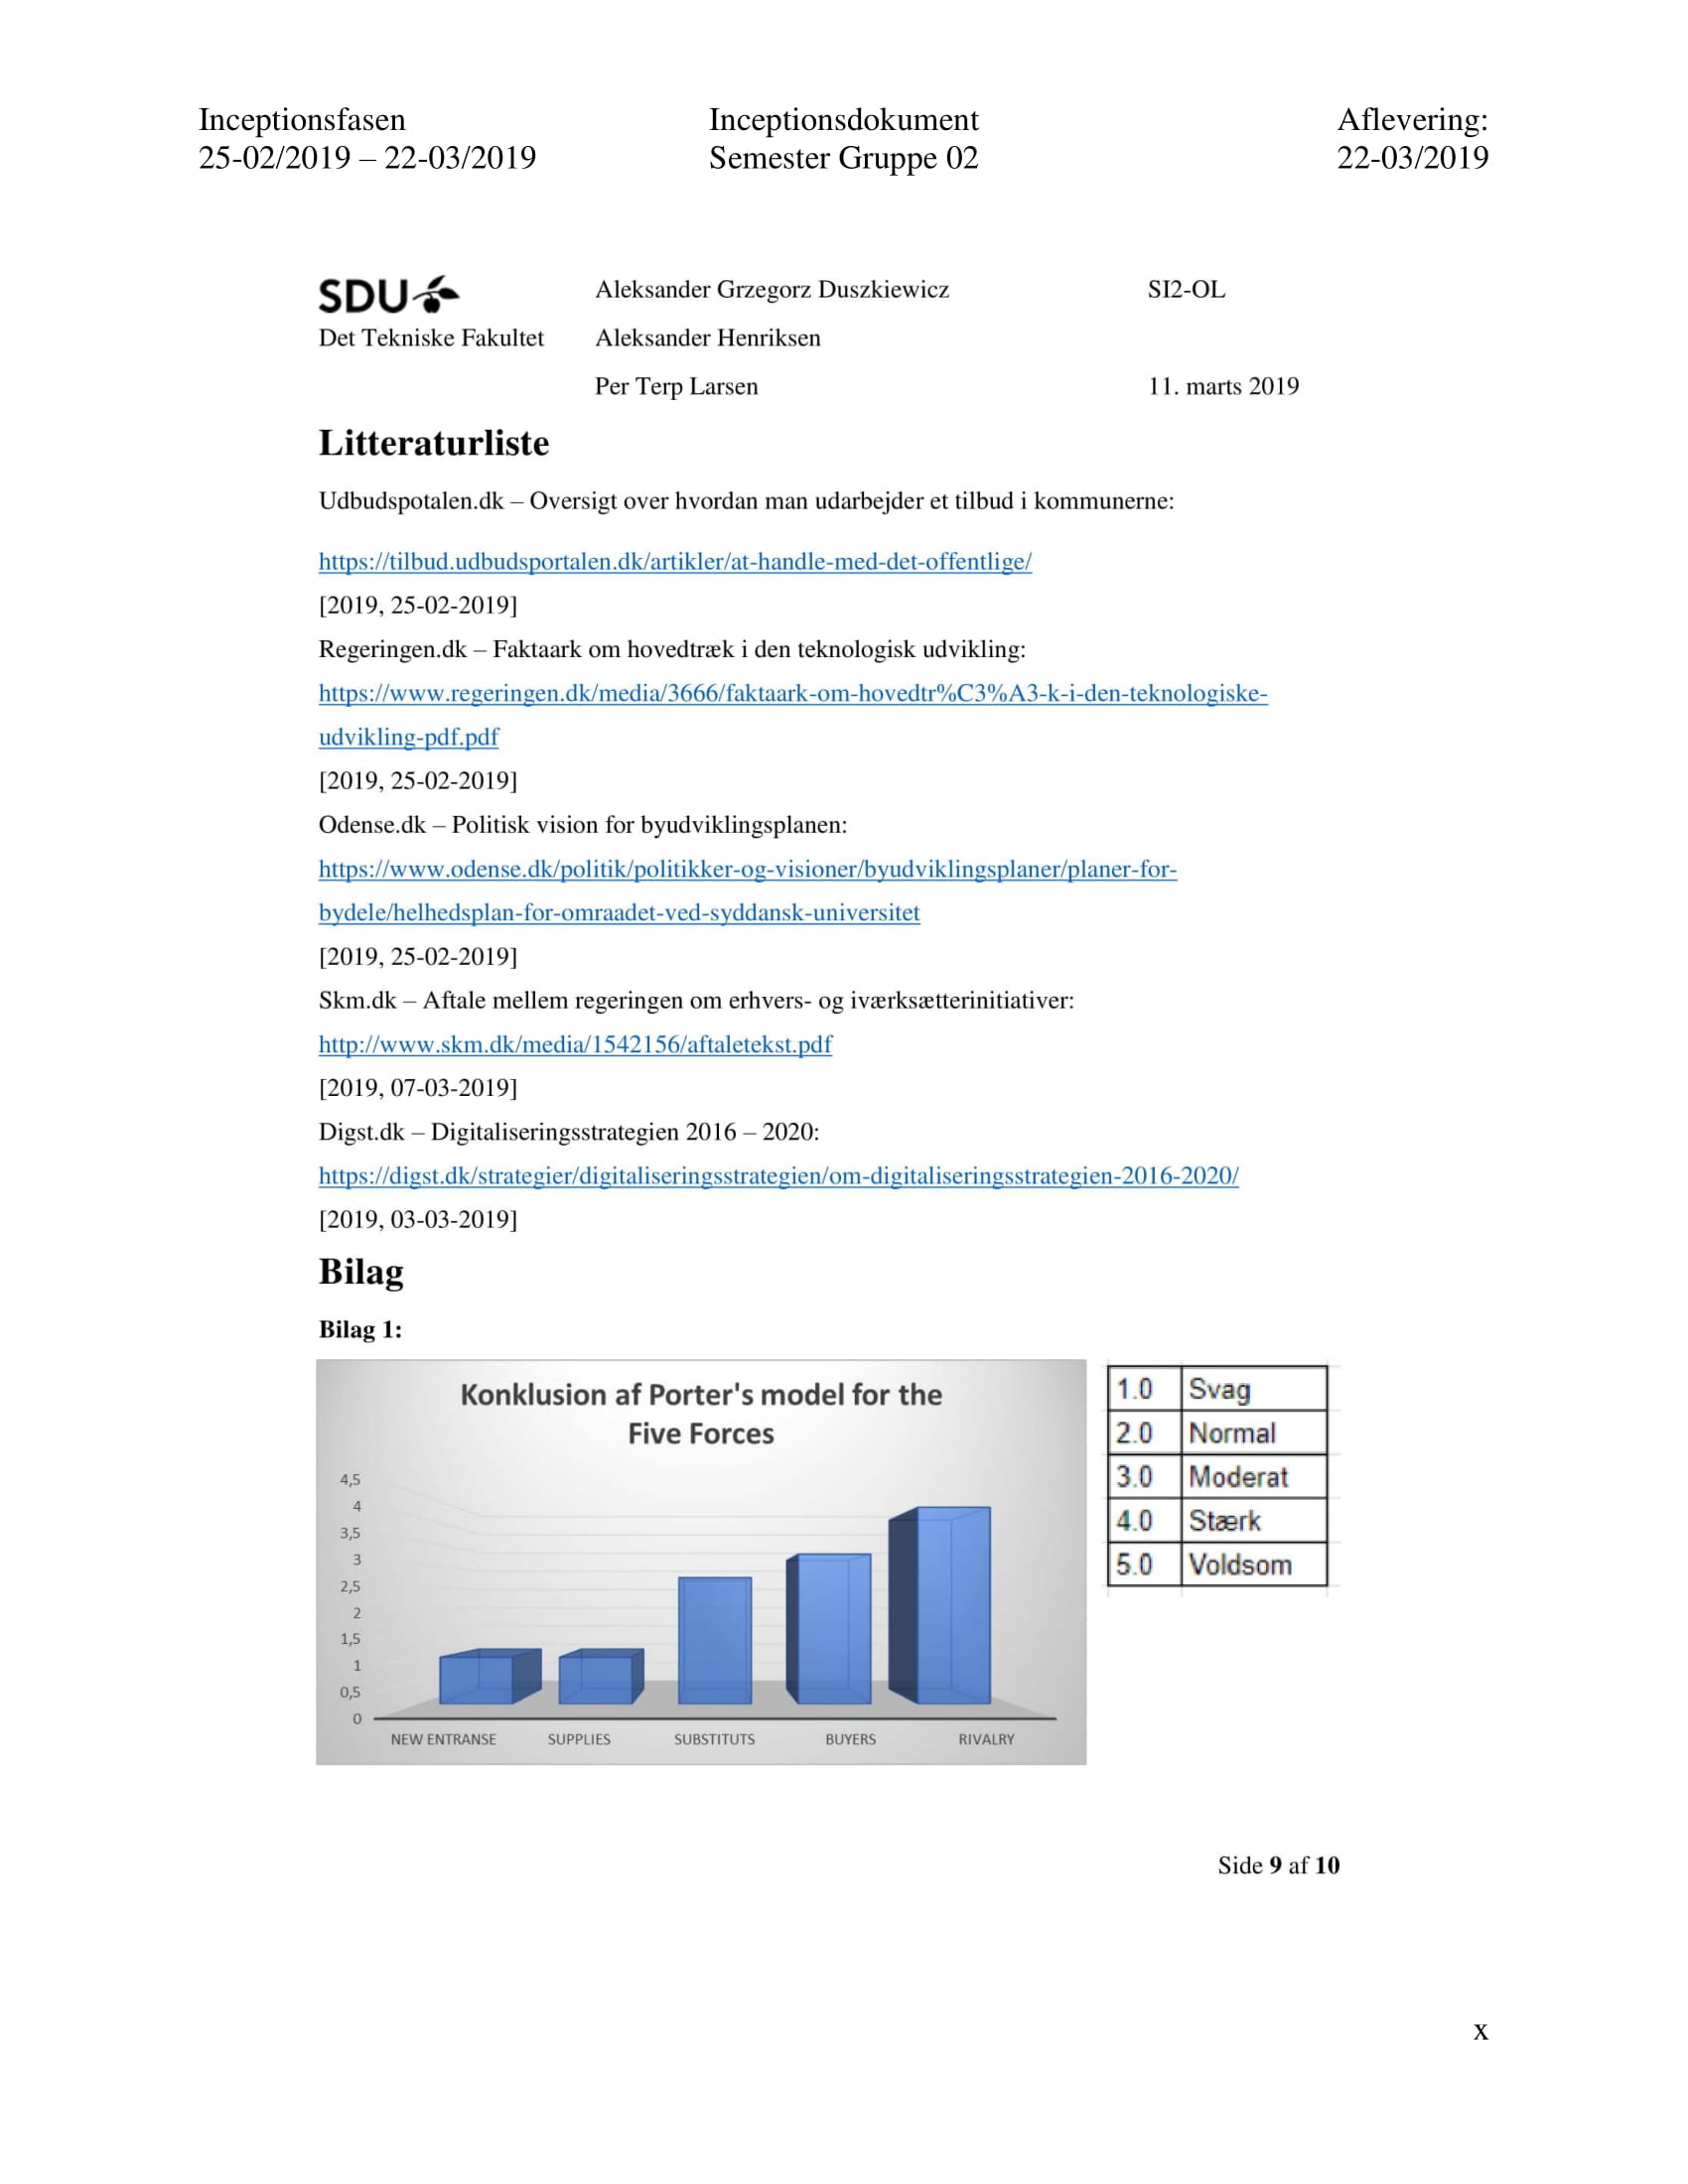 Inceptionsfasen Inceptionsdokument Aflevering:
25-02/2019 – 22-03/2019 Semester Gruppe 02 22-03/2019
SDU Aleksander Grzegorz Duszkiewicz SI2-OL
Det Tekniske Fakultet Aleksander Henriksen
Per Terp Larsen 11. marts 2019
Litteraturliste
Udbudspotalen.dk – Oversigt over hvordan man udarbejder et tilbud i kommunerne:
https://tilbud.udbudsportalen.dk/artikler/at-handle-med-det-offentlige/
[2019, 25-02-2019]
Regeringen.dk – Faktaark om hovedtræk i den teknologisk udvikling:
https://www.regeringen.dk/media/3666/faktaark-om-hovedtr%C3%A3-k-i-den-teknologiske-
udvikling-pdf.pdf
[2019, 25-02-2019]
Odense.dk – Politisk vision for byudviklingsplanen:
https://www.odense.dk/politik/politikker-og-visioner/byudviklingsplaner/planer-for-
bydele/helhedsplan-for-omraadet-ved-syddansk-universitet
[2019, 25-02-2019]
Skm.dk – Aftale mellem regeringen om erhvers- og iværksætterinitiativer:
http://www.skm.dk/media/1542156/aftaletekst.pdf
[2019, 07-03-2019]
Digst.dk – Digitaliseringsstrategien 2016 – 2020:
https://digst.dk/strategier/digitaliseringsstrategien/om-digitaliseringsstrategien-2016-2020/
[2019, 03-03-2019]
Bilag
Bilag 1:
Konklusion af Porter's model for the
Five Forces
4,5
4
3,5
3
2,5
2
1,5
1
0,5
0
NEW ENTRANSE SUPPLIES SUBSTITUTS BUYERS RIVALRY
1.0 Svag
2.0 Normal
3.0 Moderat
4.0 Stærk
5.0 Voldsom
Side 9 af 10
x